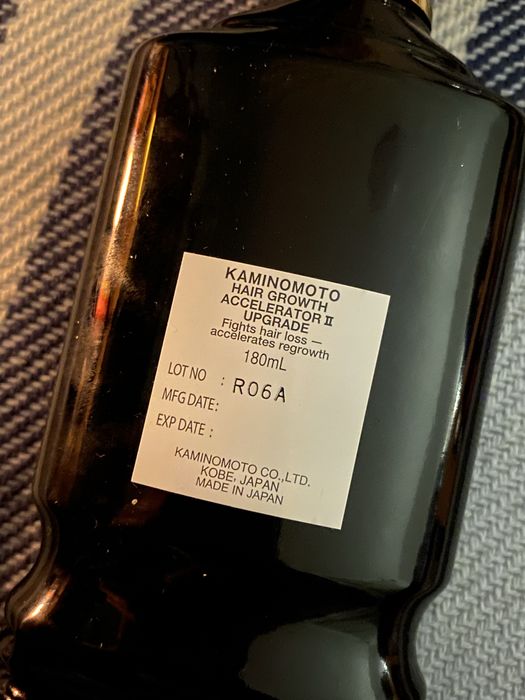 KAMINOMOTO
HAIR GROWTH
ACCELERATOR II
UPGRADE
Fights hair loss —
accelerates regrowth
180mL
LOT NO : R06A
MFG DATE:
EXP DATE :
KAMINOMOTO CO.,LTD.
KOBE, JAPAN
MADE IN JAPAN